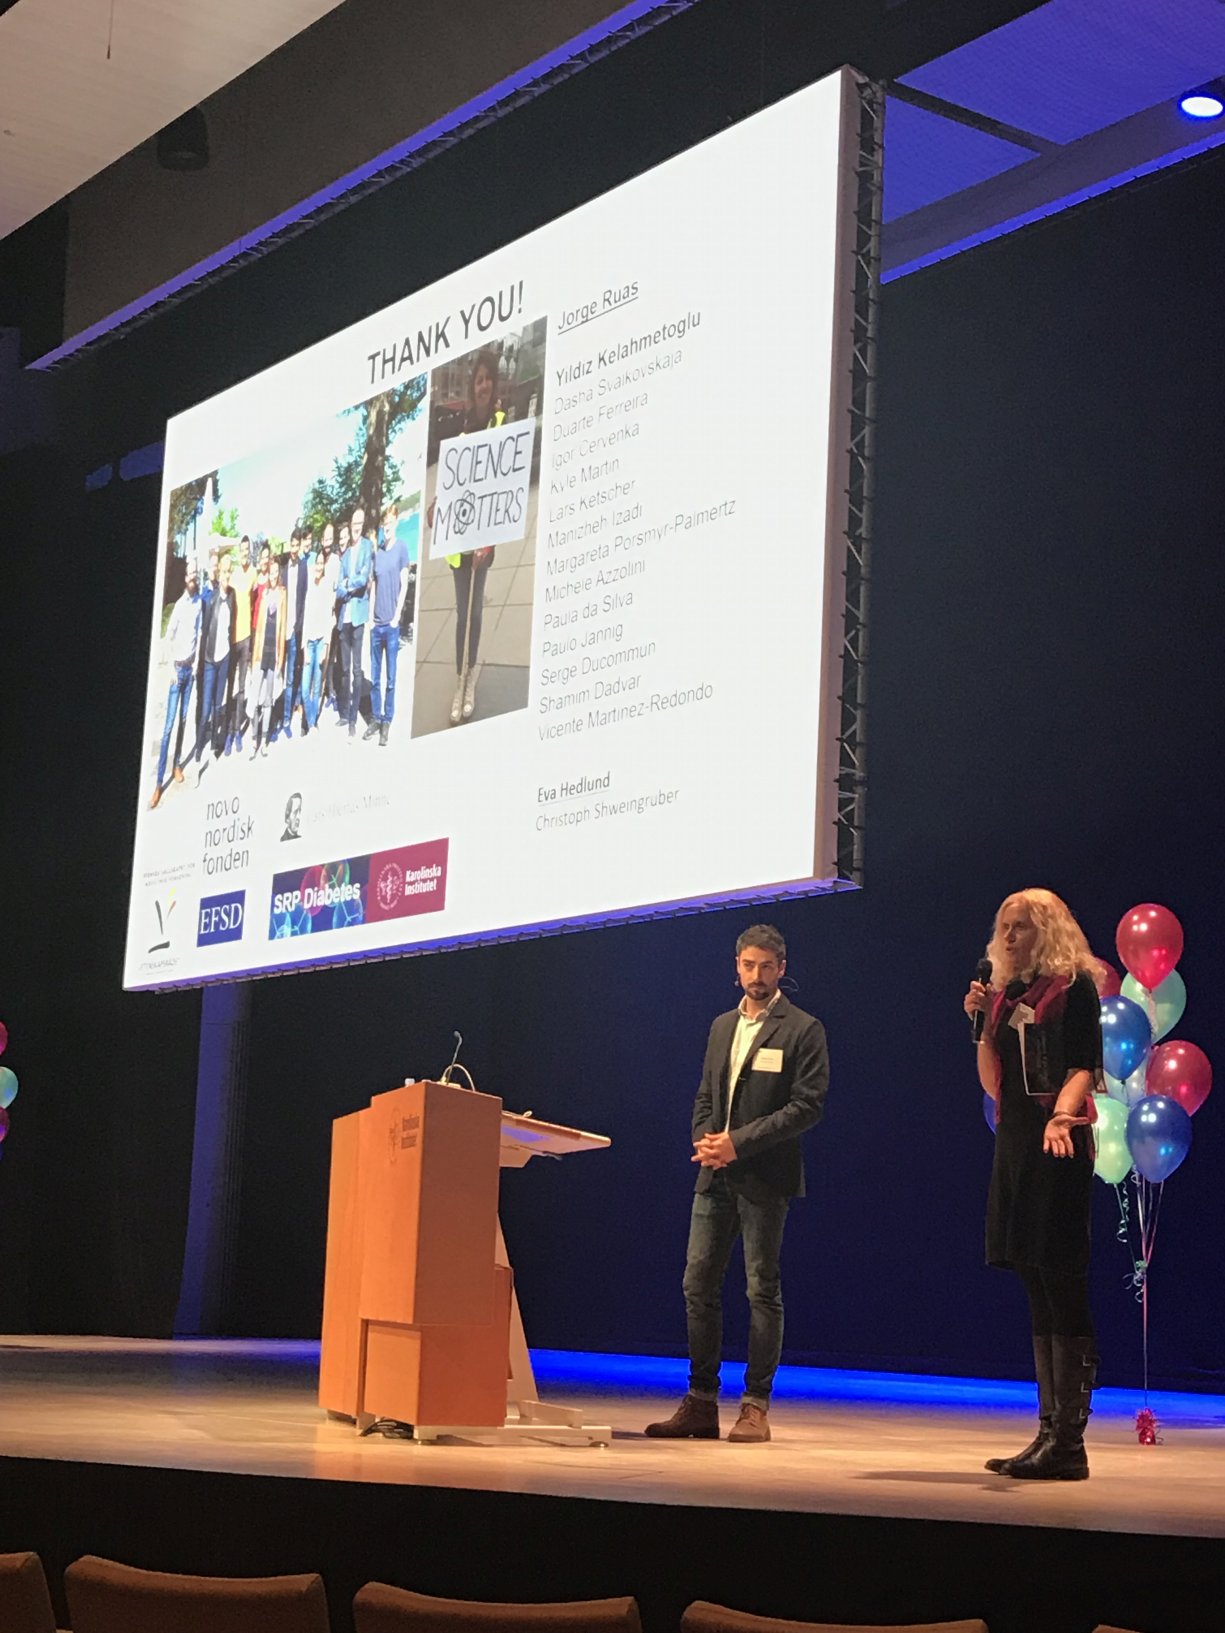 THANK YOU!
SCIENCE
MATTERS
Jorge Ruas
Yildiz Kelahmetoglu
Dasha Svaikovskaja
Duarte Ferreira
Igor Cervenka
Kyle Martin
Lars Ketscher
Manizheh Izadi
Margareta Porsmyr-Palmertz
Michele Azzolini
Paula da Silva
Paulo Jannig
Serge Ducommun
Shamim Dadvar
Vicente Martinez-Redondo
Eva Hedlund
Christoph Shweingruber
novo
nordisk
fonden
EFSD
SRP Diabetes
Karolinska
Institutet